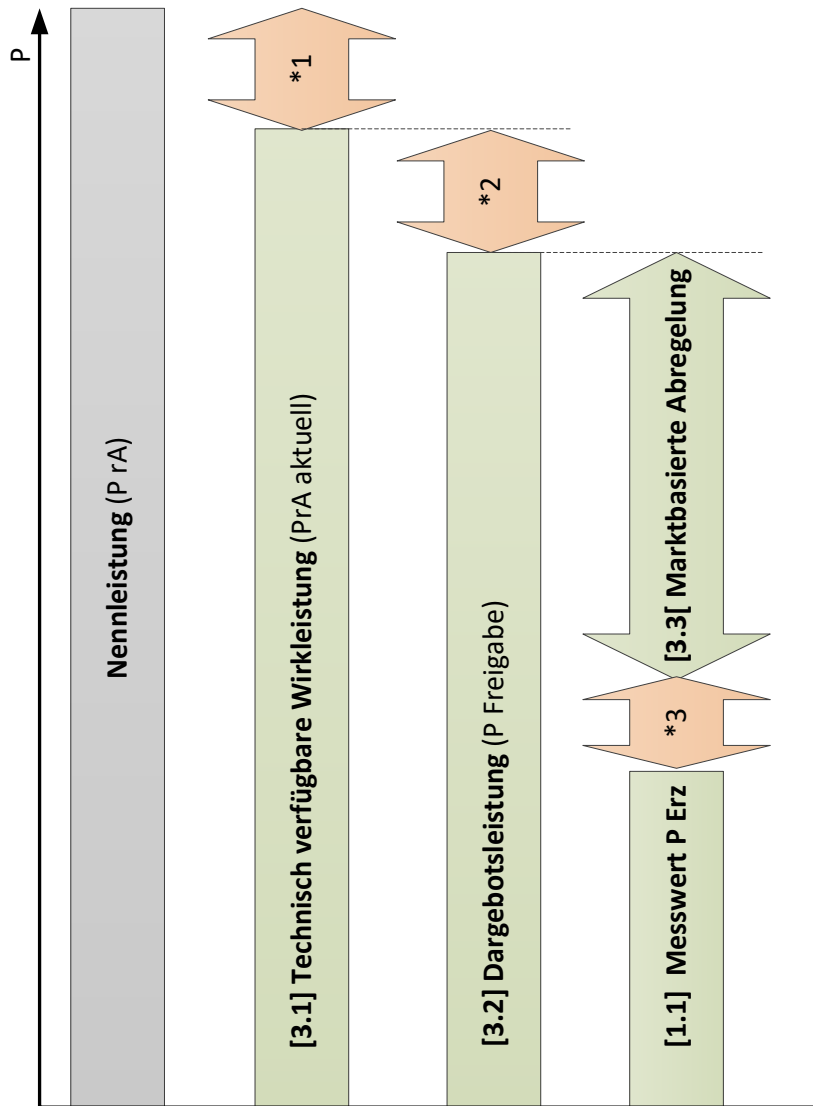 P
Nennleistung (P rA)
*1
[3.1] Technisch verfügbare Wirkleistung (PrA aktuell)
*2
[3.2] Dargebotsleistung (P Freigabe)
[3.3[ Marktbasierte Abregelung
*3
[1.1] Messwert P Erz